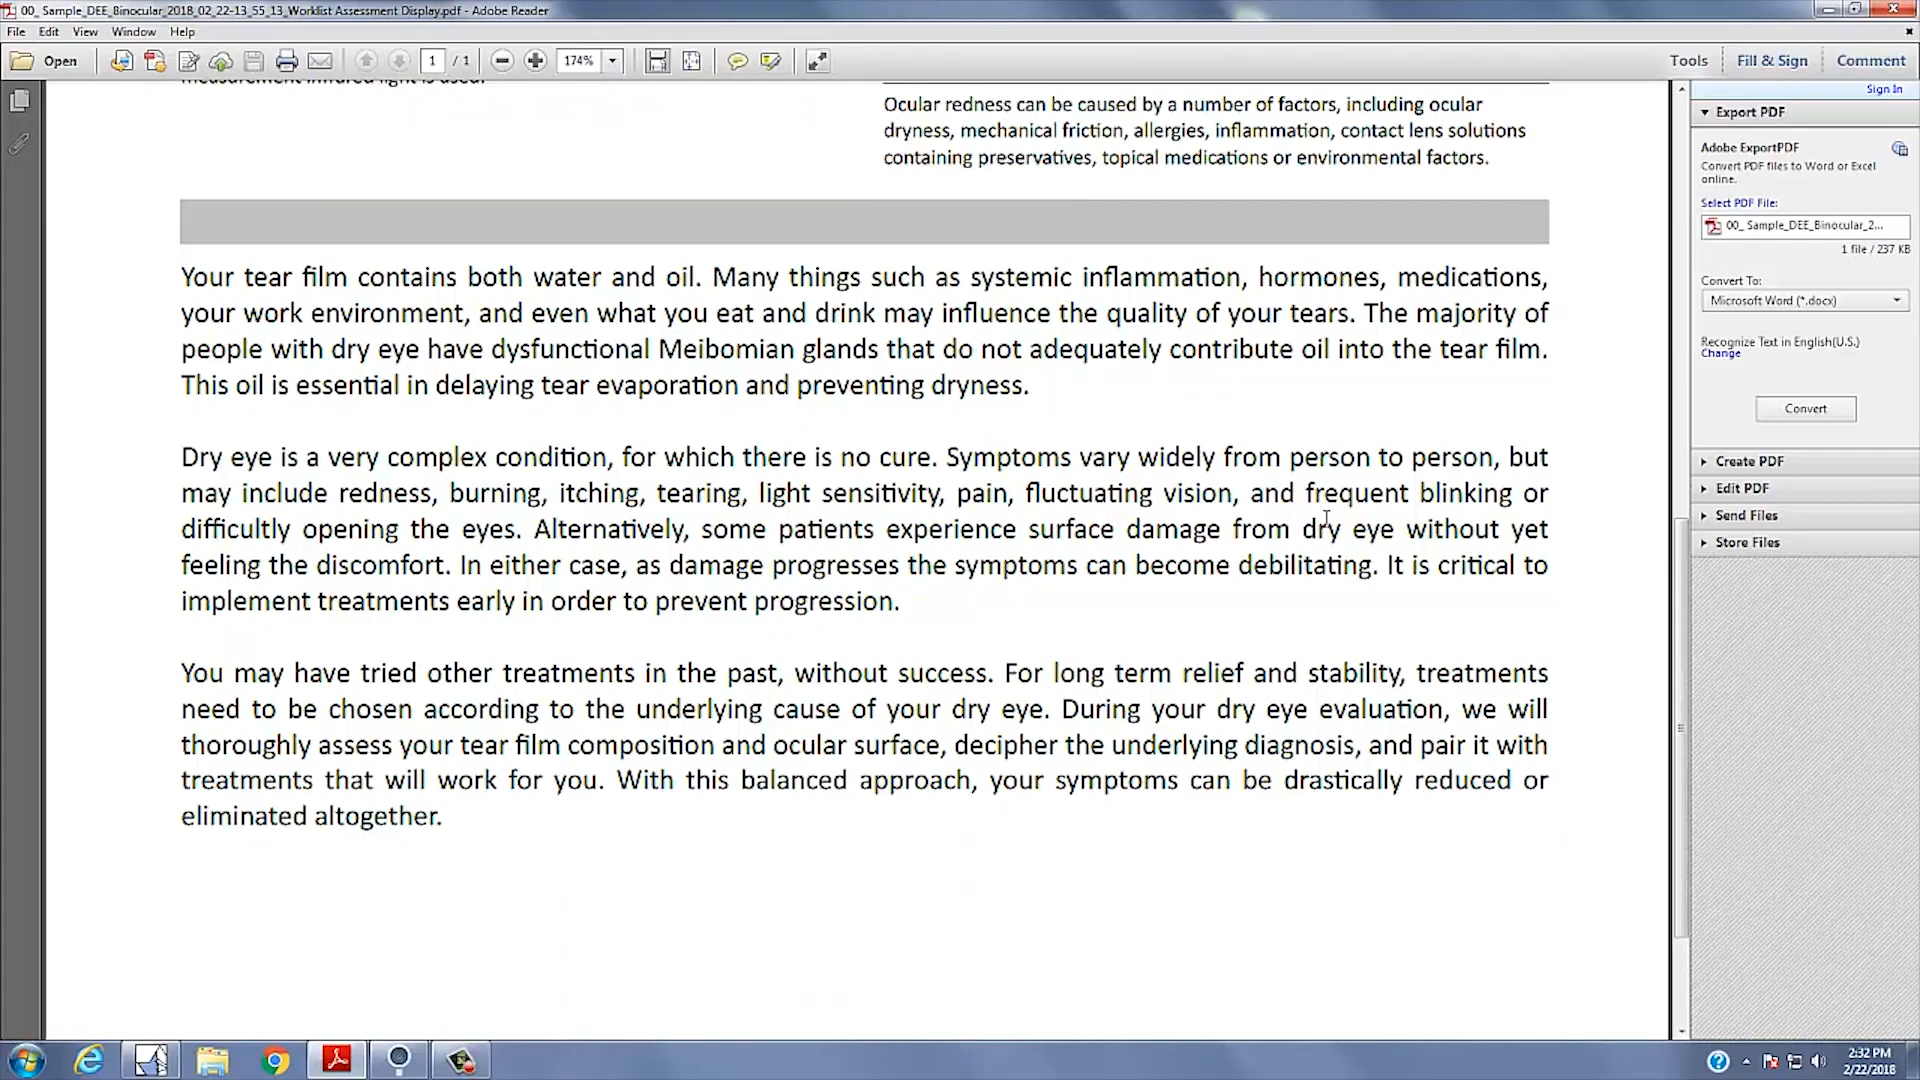 00_ Sample_DEE_Binocular_2018_02_22-13_55_13_Worklist Assessment Display.pdf - Adobe Reader
File Edit View Window Help
Open 1 / 1 174% Tools Fill & Sign Comment
measurement infrared light is used.
Ocular redness can be caused by a number of factors, including ocular
dryness, mechanical friction, allergies, inflammation, contact lens solutions
containing preservatives, topical medications or environmental factors.
Your tear film contains both water and oil. Many things such as systemic inflammation, hormones, medications,
your work environment, and even what you eat and drink may influence the quality of your tears. The majority of
people with dry eye have dysfunctional Meibomian glands that do not adequately contribute oil into the tear film.
This oil is essential in delaying tear evaporation and preventing dryness.
Dry eye is a very complex condition, for which there is no cure. Symptoms vary widely from person to person, but
may include redness, burning, itching, tearing, light sensitivity, pain, fluctuating vision, and frequent blinking or
difficultly opening the eyes. Alternatively, some patients experience surface damage from dry eye without yet
feeling the discomfort. In either case, as damage progresses the symptoms can become debilitating. It is critical to
implement treatments early in order to prevent progression.
You may have tried other treatments in the past, without success. For long term relief and stability, treatments
need to be chosen according to the underlying cause of your dry eye. During your dry eye evaluation, we will
thoroughly assess your tear film composition and ocular surface, decipher the underlying diagnosis, and pair it with
treatments that will work for you. With this balanced approach, your symptoms can be drastically reduced or
eliminated altogether.
Sign In
Export PDF
Adobe ExportPDF
Convert PDF files to Word or Excel
online.
Select PDF File:
00_ Sample_DEE_Binocular_2...
1 file / 237 KB
Convert To:
Microsoft Word (*.docx)
Recognize Text in English(U.S.)
Change
Convert
Create PDF
Edit PDF
Send Files
Store Files
2:32 PM
2/22/2018